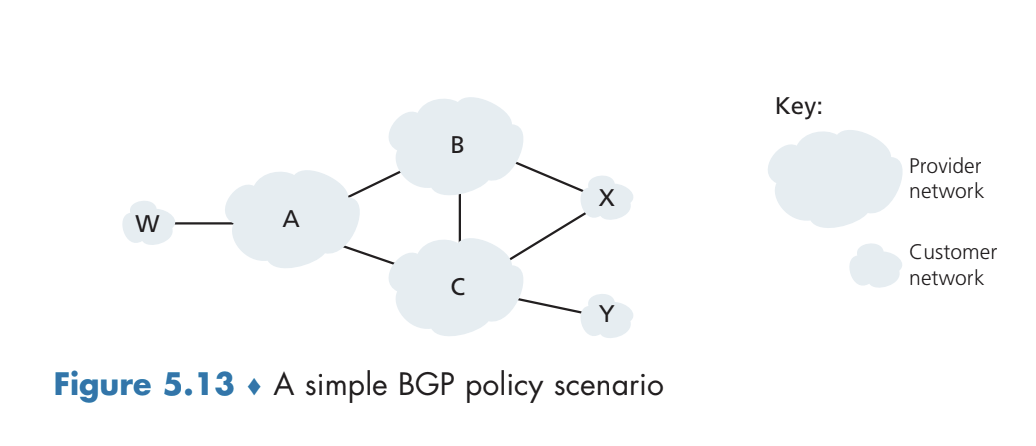 Key:
B
Provider
network
X
W
A
Customer
network
C
Y
Figure 5.13 ♦ A simple BGP policy scenario